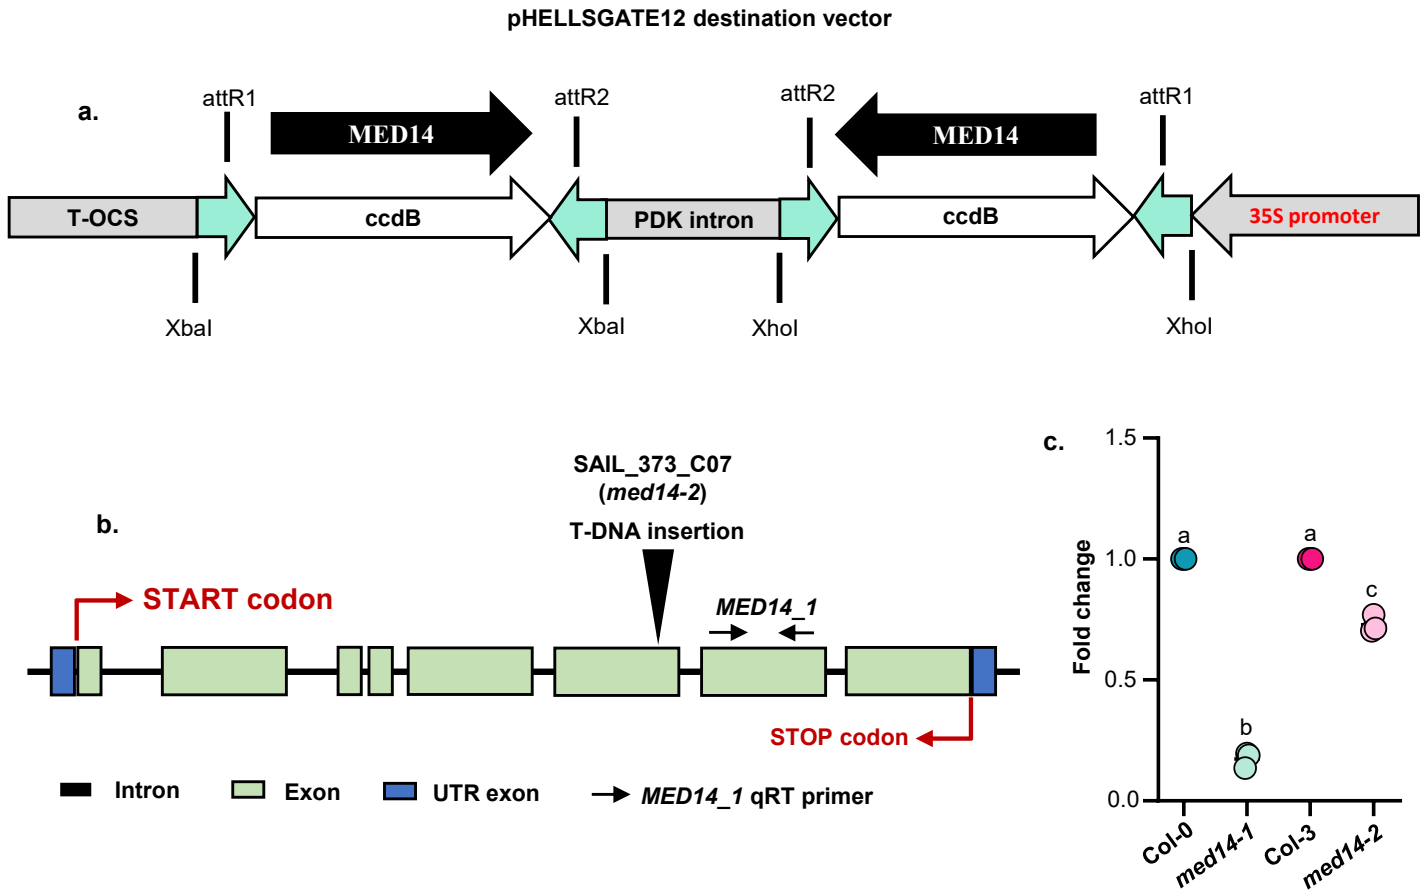 pHELLSGATE12 destination vector
a.
attR1
attR2
attR2
attR1
MED14
MED14
T-OCS
ccdB
PDK intron
ccdB
35S promoter
XbaI
XbaI
XhoI
XhoI
b.
SAIL_373_C07
(med14-2)
T-DNA insertion
START codon
MED14_1
STOP codon
Intron
Exon
UTR exon
MED14_1 qRT primer
c.
Fold change
1.5
1.0
0.5
0.0
a
b
a
c
Col-0
med14-1
Col-3
med14-2